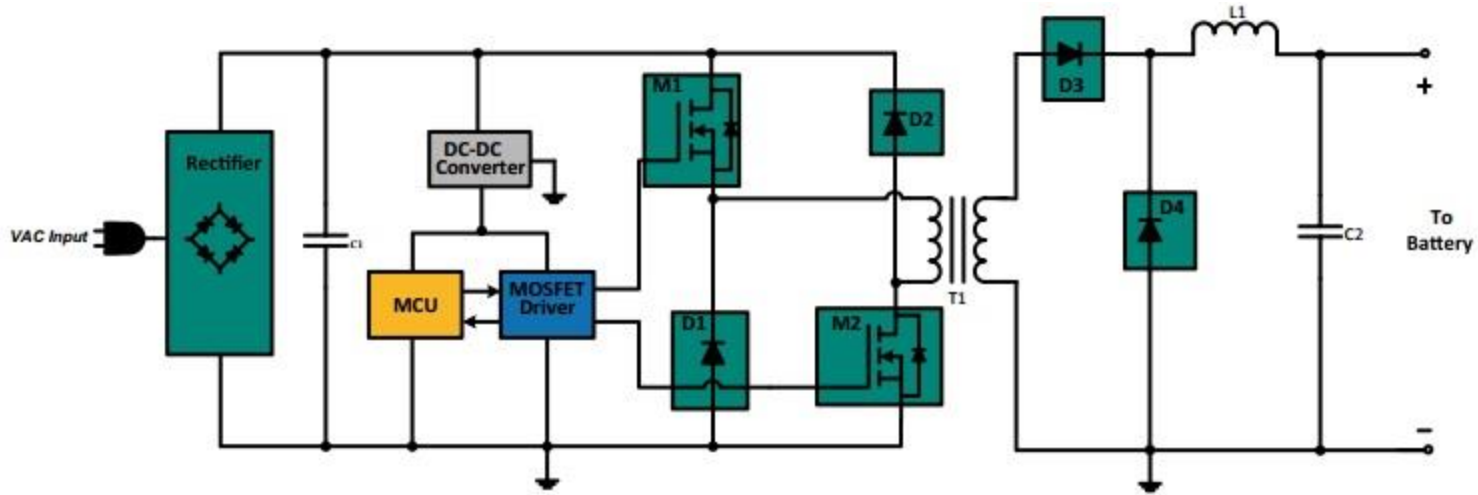 L1
M1
D2
D3
Rectifier
DC-DC
Converter
VAC Input
C1
D4
To
Battery
C2
+
MCU
MOSFET
Driver
T1
D1
M2
–